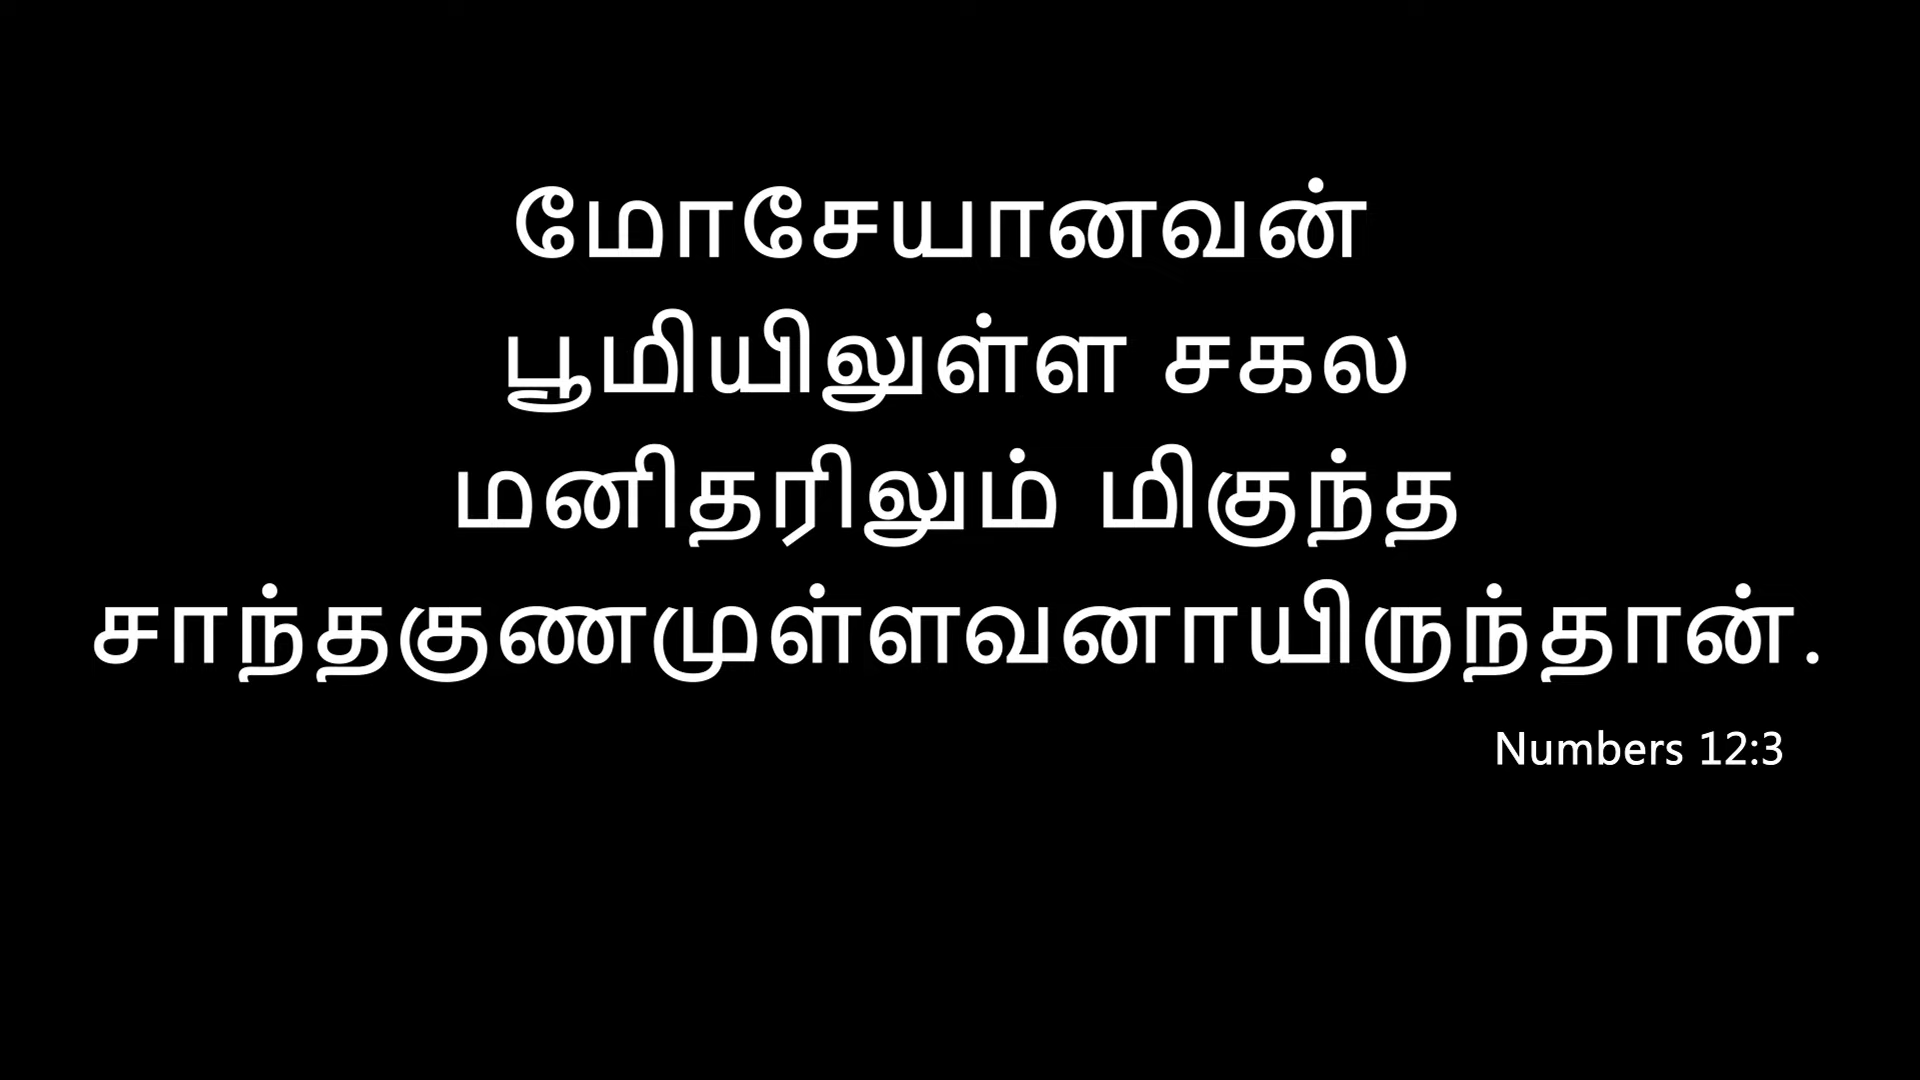 மோசேயானவன்
பூமியிலுள்ள சகல
மனிதரிலும் மிகுந்த
சாந்தகுணமுள்ளவனாயிருந்தான்.
Numbers 12:3